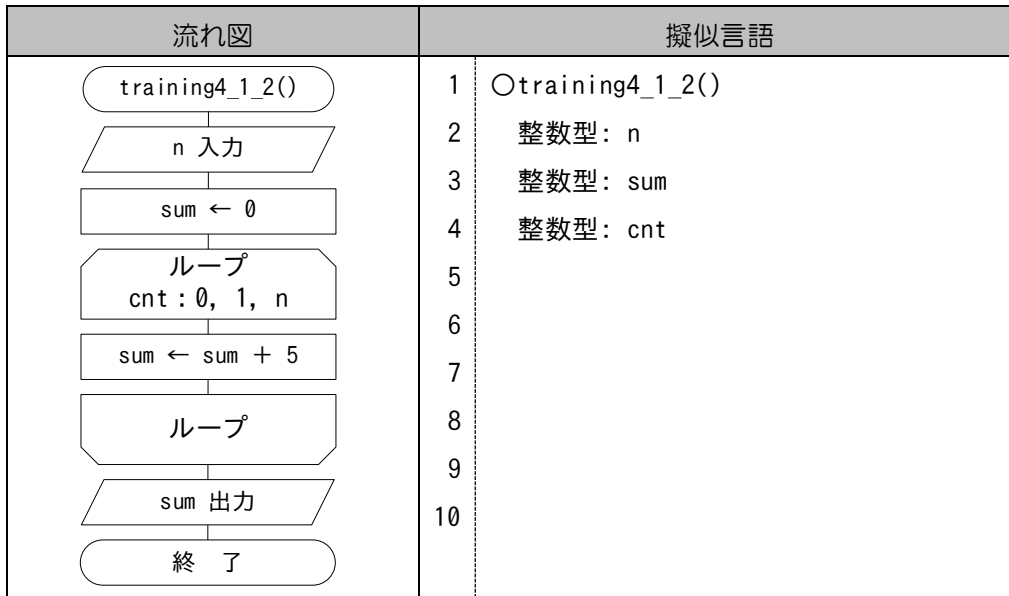 流れ図
擬似言語
training4_1_2()
n 入力
sum ← 0
ループ
cnt：0, 1, n
sum ← sum + 5
ループ
sum 出力
終 了
1 ○training4_1_2()
2 整数型: n
3 整数型: sum
4 整数型: cnt
5
6
7
8
9
10